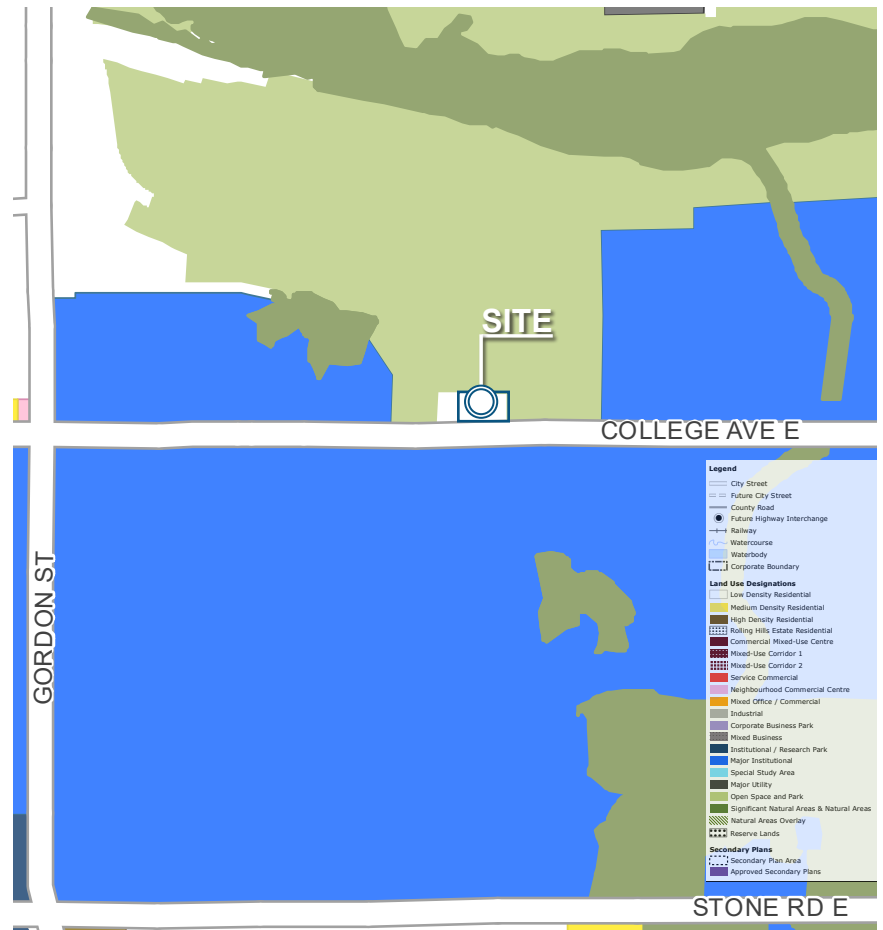 SITE
COLLEGE AVE E
GORDON ST
Legend
City Street
Future City Street
County Road
Future Highway Interchange
Railway
Watercourse
Waterbody
Corporate Boundary
Land Use Designations
Low Density Residential
Medium Density Residential
High Density Residential
Rolling Hills Estate Residential
Commercial Mixed-Use Centre
Mixed-Use Corridor 1
Mixed-Use Corridor 2
Service Commercial
Neighbourhood Commercial Centre
Mixed Office / Commercial
Industrial
Corporate Business Park
Mixed Business
Institutional / Research Park
Major Institutional
Special Study Area
Major Utility
Open Space and Park
Significant Natural Areas & Natural Areas
Natural Areas Overlay
Reserve Lands
Secondary Plans
Secondary Plan Area
Approved Secondary Plans
STONE RD E